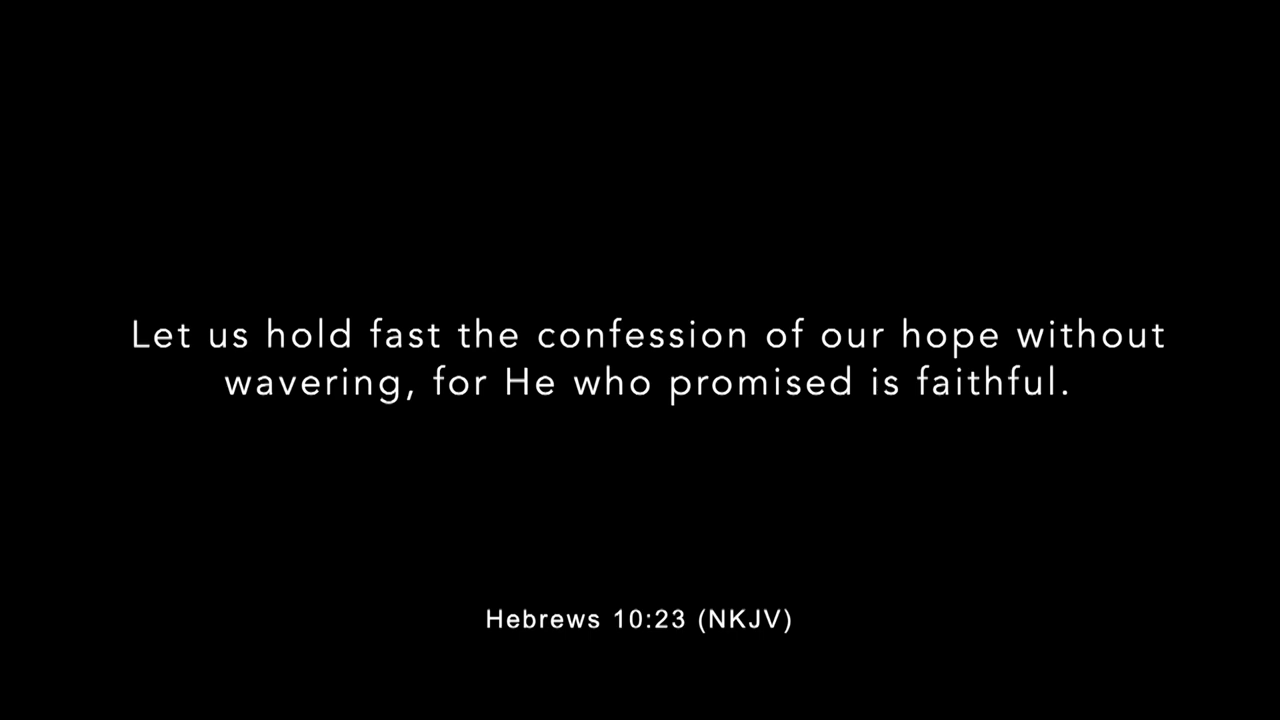 Let us hold fast the confession of our hope without
wavering, for He who promised is faithful.
Hebrews 10:23 (NKJV)